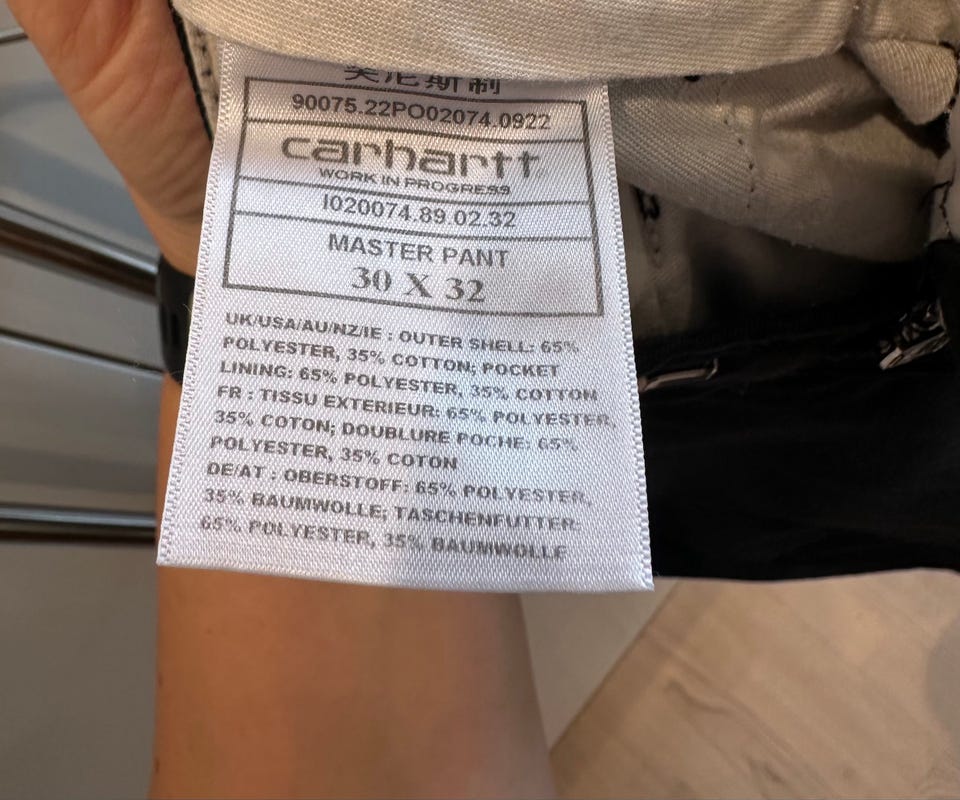 斯制
90075.22PO02074.0922
carhartt
WORK IN PROGRESS
I020074.89.02.32
MASTER PANT
30 X 32
UK/USA/AU/NZ/IE : OUTER SHELL: 65%
POLYESTER, 35% COTTON; POCKET
LINING: 65% POLYESTER, 35% COTTON
FR : TISSU EXTERIEUR: 65% POLYESTER,
35% COTON; DOUBLURE POCHE: 65%
POLYESTER, 35% COTON
DE/AT : OBERSTOFF: 65% POLYESTER,
35% BAUMWOLLE; TASCHENFUTTER:
65% POLYESTER, 35% BAUMWOLLE